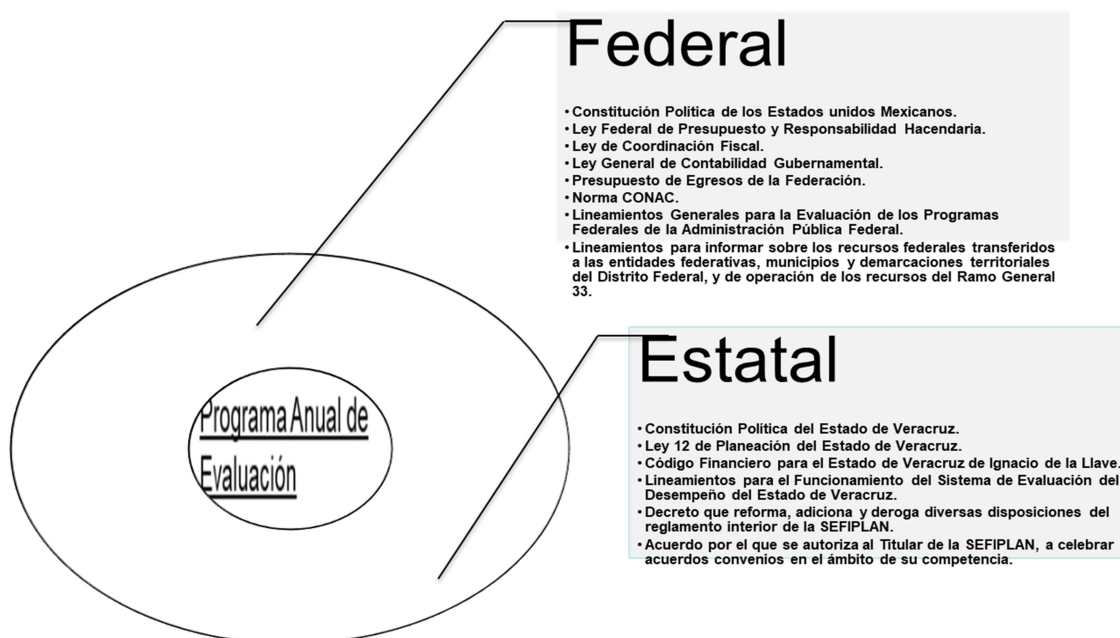 Federal
• Constitución Política de los Estados unidos Mexicanos.
• Ley Federal de Presupuesto y Responsabilidad Hacendaria.
• Ley de Coordinación Fiscal.
• Ley General de Contabilidad Gubernamental.
• Presupuesto de Egresos de la Federación.
• Norma CONAC.
• Lineamientos Generales para la Evaluación de los Programas
Federales de la Administración Pública Federal.
• Lineamientos para informar sobre los recursos federales transferidos
a las entidades federativas, municipios y demarcaciones territoriales
del Distrito Federal, y de operación de los recursos del Ramo General
33.
Programa Anual de
Evaluación
Estatal
• Constitución Política del Estado de Veracruz.
• Ley 12 de Planeación del Estado de Veracruz.
• Código Financiero para el Estado de Veracruz de Ignacio de la Llave.
• Lineamientos para el Funcionamiento del Sistema de Evaluación del
Desempeño del Estado de Veracruz.
• Decreto que reforma, adiciona y deroga diversas disposiciones del
reglamento interior de la SEFIPLAN.
• Acuerdo por el que se autoriza al Titular de la SEFIPLAN, a celebrar
acuerdos convenios en el ámbito de su competencia.